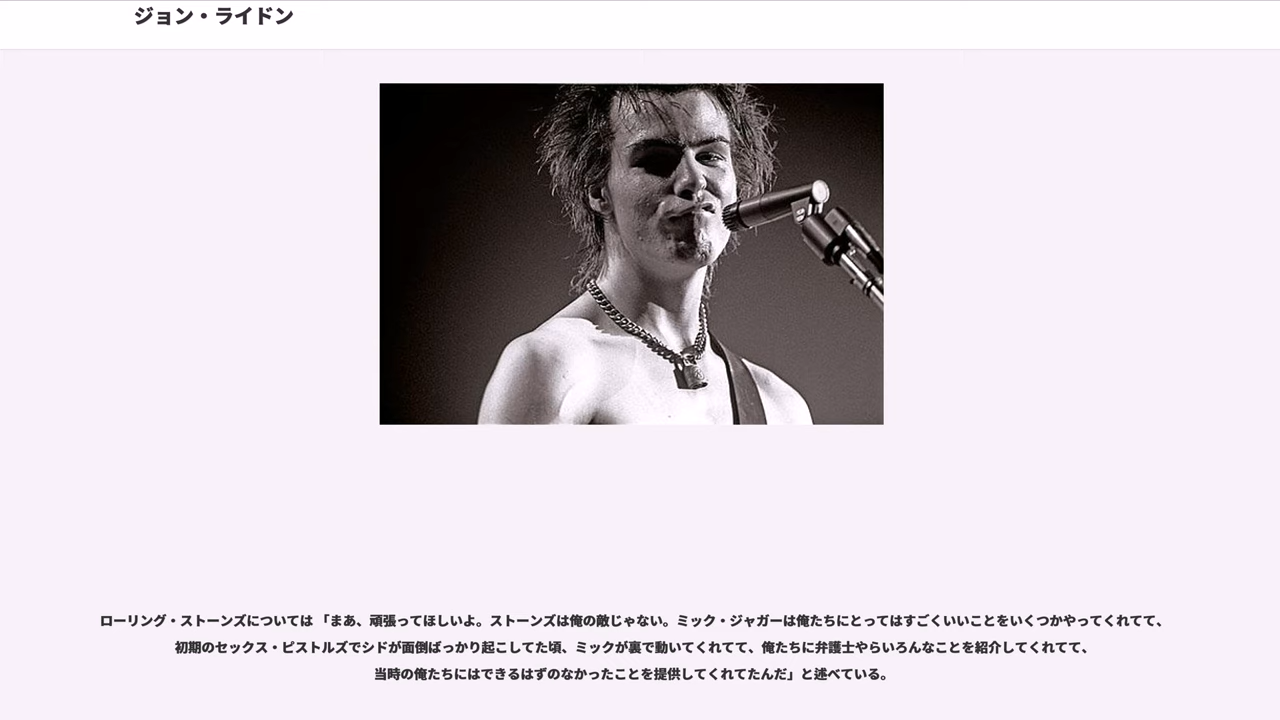 ジョン・ライドン
ローリング・ストーンズについては 「まあ、頑張ってほしいよ。ストーンズは俺の敵じゃない。ミック・ジャガーは俺たちにとってはすごくいいことをいくつかやってくれてて、
初期のセックス・ピストルズでシドが面倒ばっかり起こしてた頃、ミックが裏で動いてくれてて、俺たちに弁護士やらいろんなことを紹介してくれてて、
当時の俺たちにはできるはずのなかったことを提供してくれてたんだ」と述べている。